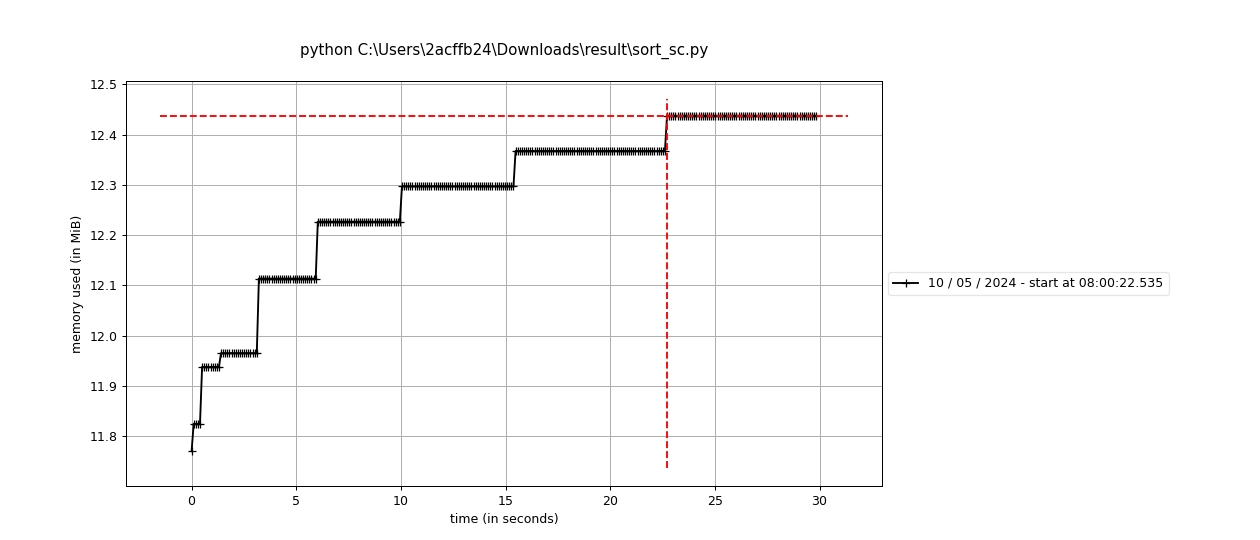 python C:\Users\2acffb24\Downloads\result\sort_sc.py
12.5
12.4
12.3
12.2
12.1
12.0
11.9
11.8
memory used (in MiB)
0 5 10 15 20 25 30
time (in seconds)
10 / 05 / 2024 - start at 08:00:22.535